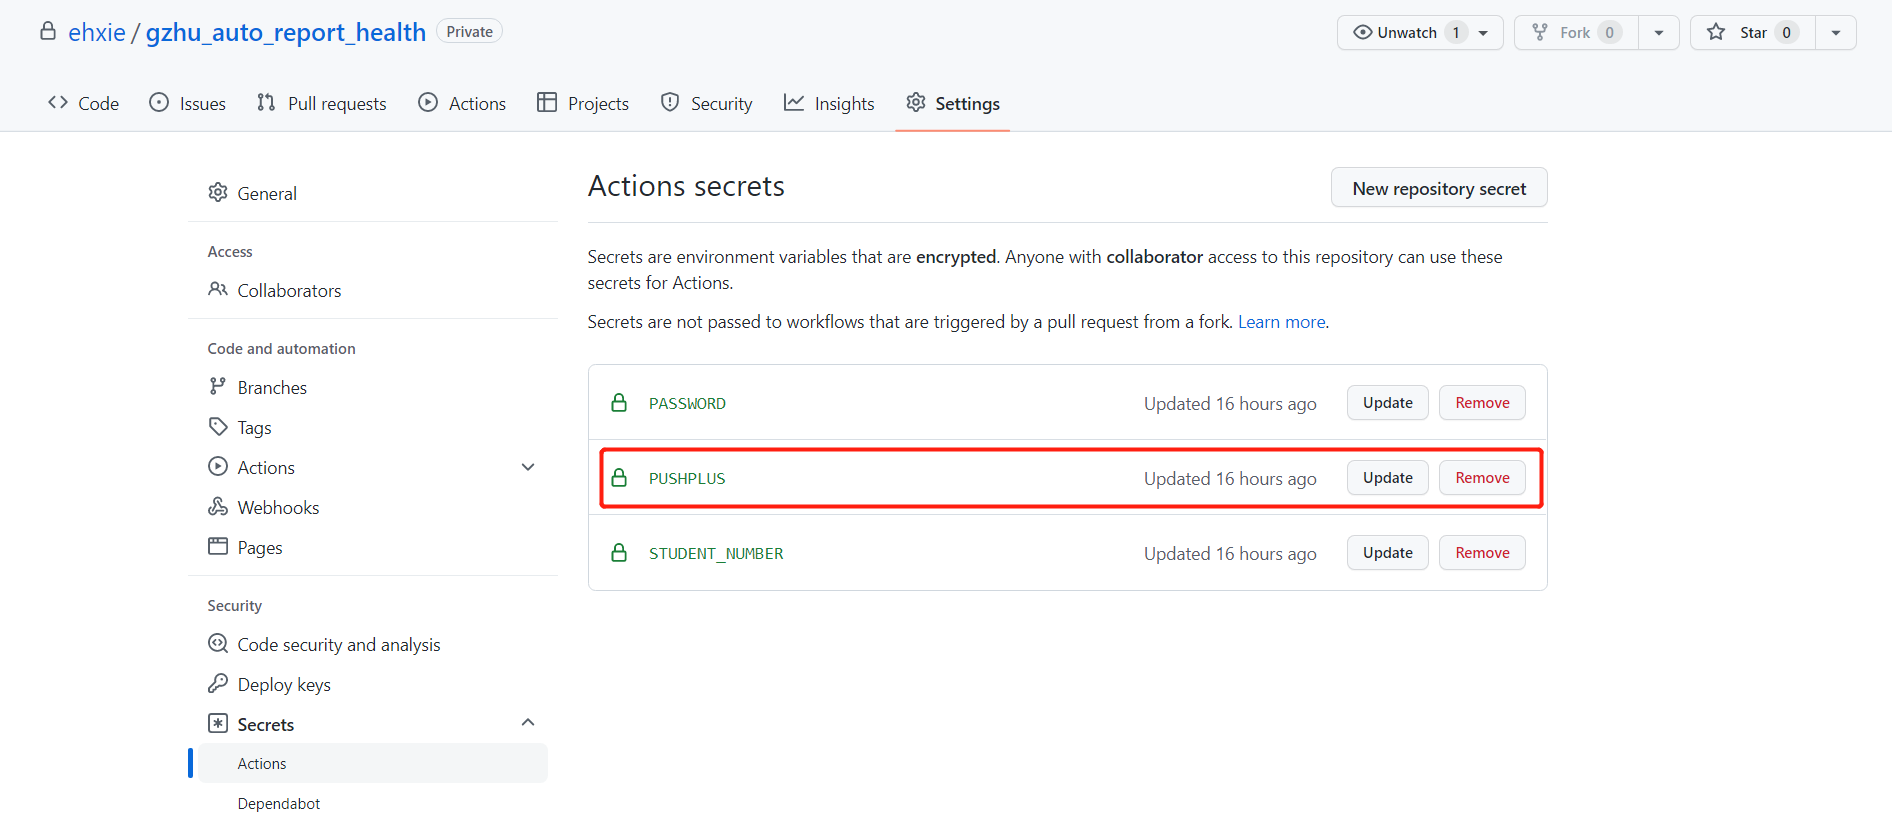 ehxie / gzhu_auto_report_health Private
Unwatch 1
Fork 0
Star 0
Code Issues Pull requests Actions Projects Security Insights Settings
General
Access
Collaborators
Code and automation
Branches
Tags
Actions
Webhooks
Pages
Security
Code security and analysis
Deploy keys
Secrets
Actions
Dependabot
Actions secrets
New repository secret
Secrets are environment variables that are encrypted. Anyone with collaborator access to this repository can use these
secrets for Actions.
Secrets are not passed to workflows that are triggered by a pull request from a fork. Learn more.
PASSWORD Updated 16 hours ago Update Remove
PUSHPLUS Updated 16 hours ago Update Remove
STUDENT_NUMBER Updated 16 hours ago Update Remove